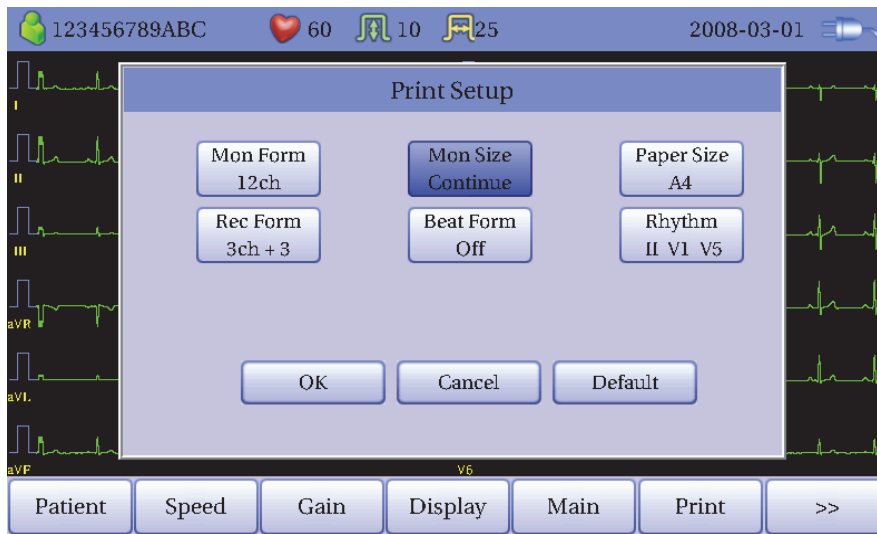 123456789ABC 60 10 25 2008-03-01
Print Setup
I
Mon Form Mon Size Paper Size
12ch Continue A4
II
Rec Form Beat Form Rhythm
3ch + 3 Off II V1 V5
III
aVR
OK Cancel Default
aVL
aVF V6
Patient Speed Gain Display Main Print >>